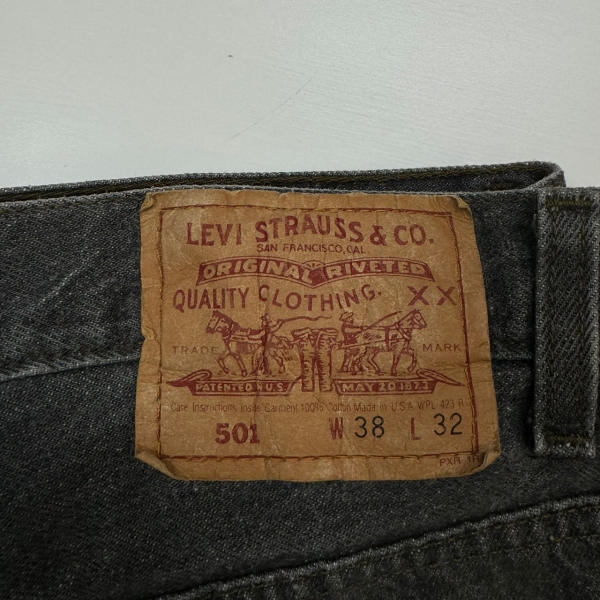 LEVI STRAUSS & CO.
SAN FRANCISCO, CAL.
ORIGINAL RIVETED
QUALITY CLOTHING. XX
TRADE MARK
PATENTED IN U.S. MAY 20 1873
Care Instructions Inside Garment 100% Cotton Made in U.S.A. WPL 423 R
501 W 38 L 32